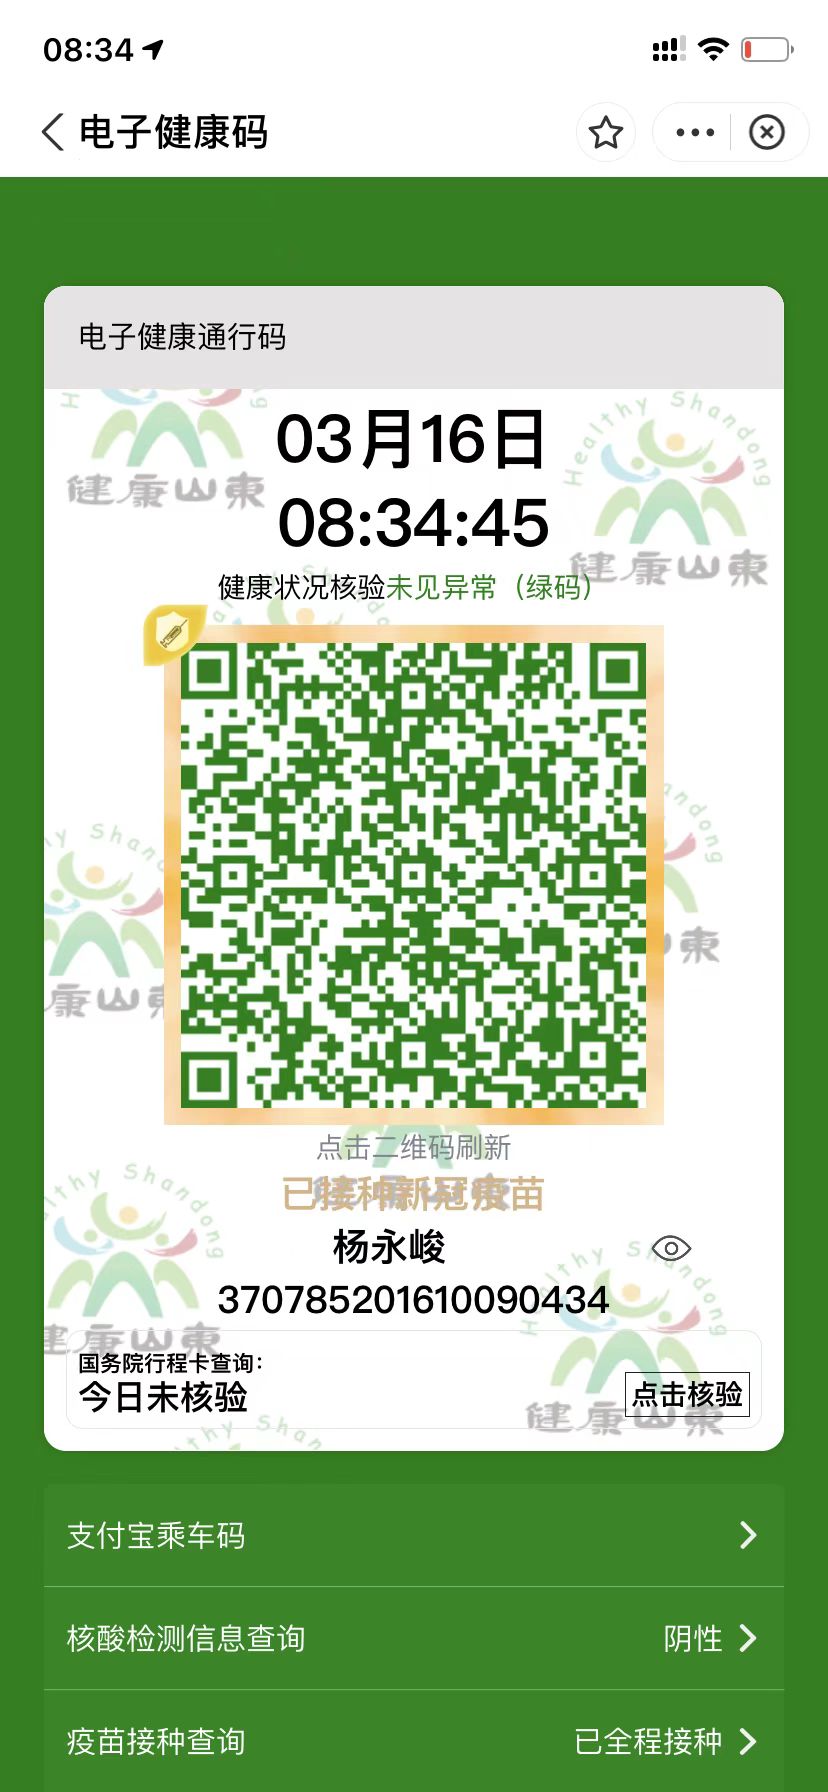 08:34
电子健康码
电子健康通行码
03月16日
08:34:45
健康状况核验未见异常（绿码）
点击二维码刷新
已接种新冠疫苗
杨永峻
370785201610090434
国务院行程卡查询：
今日未核验
点击核验
支付宝乘车码
核酸检测信息查询 阴性
疫苗接种查询 已全程接种
Healthy Shandong
健康山东